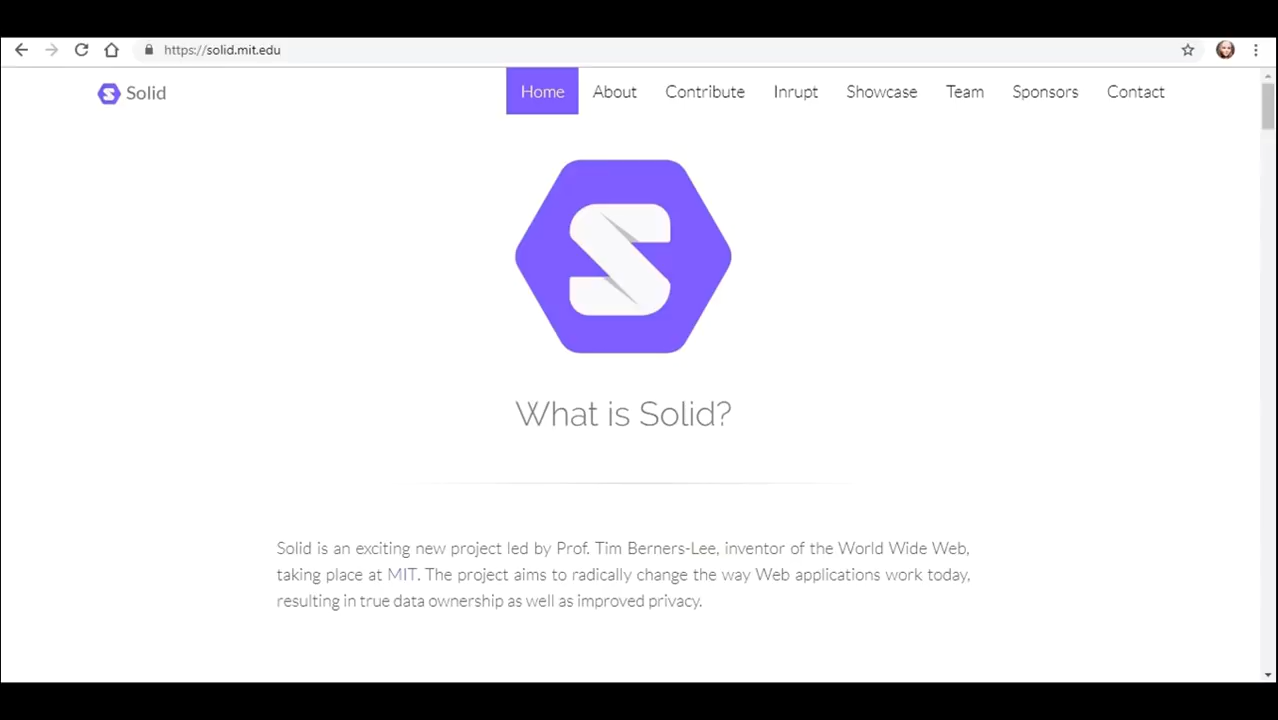 https://solid.mit.edu
Solid
Home About Contribute Inrupt Showcase Team Sponsors Contact
S
What is Solid?
Solid is an exciting new project led by Prof. Tim Berners-Lee, inventor of the World Wide Web,
taking place at MIT. The project aims to radically change the way Web applications work today,
resulting in true data ownership as well as improved privacy.